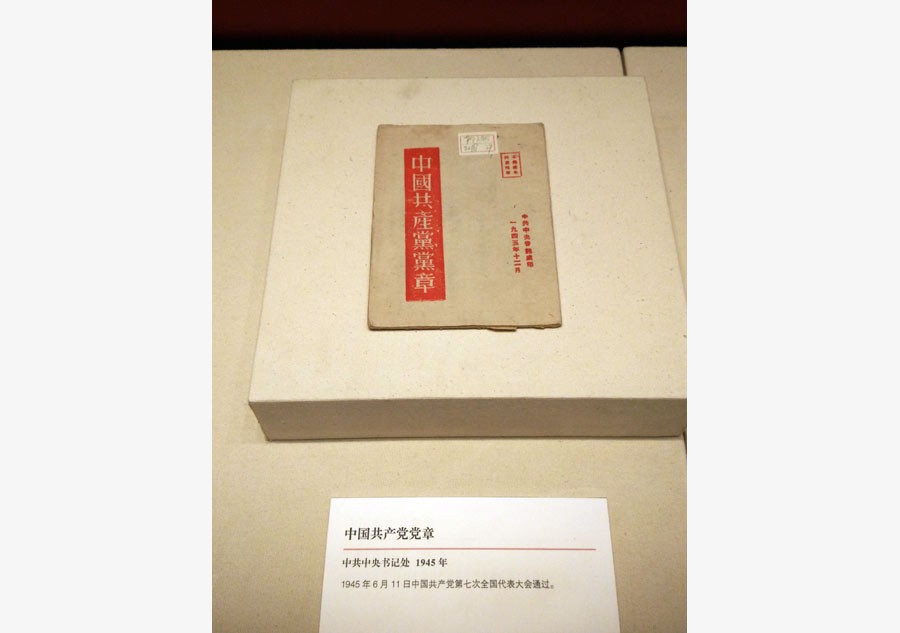 中國共產黨黨章
中共中央書記處印
一九四五年十二月
中国共产党党章
中共中央书记处 1945 年
1945 年 6 月 11 日中国共产党第七次全国代表大会通过。